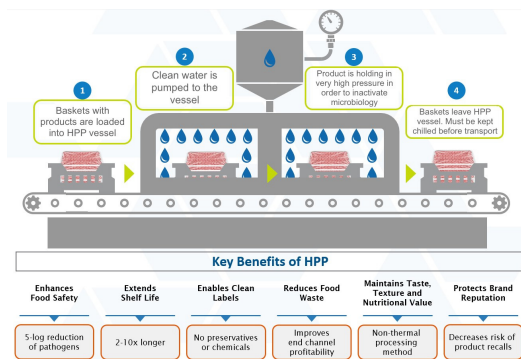 1
Baskets with
products are loaded
into HPP vessel
2
Clean water is
pumped to the
vessel
3
Product is holding in
very high pressure in
order to inactivate
microbiology
4
Baskets leave HPP
vessel. Must be kept
chilled before transport
Key Benefits of HPP
Enhances
Food Safety
5-log reduction
of pathogens
Extends
Shelf Life
2-10x longer
Enables Clean
Labels
No preservatives
or chemicals
Reduces Food
Waste
Improves
end channel
profitability
Maintains Taste,
Texture and
Nutritional Value
Non-thermal
processing
method
Protects Brand
Reputation
Decreases risk of
product recalls